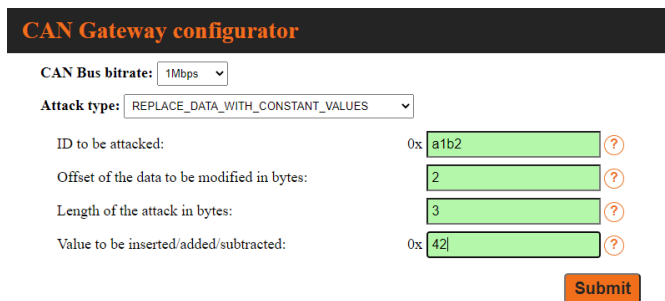 CAN Gateway configurator
CAN Bus bitrate: 1Mbps
Attack type: REPLACE_DATA_WITH_CONSTANT_VALUES
ID to be attacked: 0x a1b2 ?
Offset of the data to be modified in bytes: 2 ?
Length of the attack in bytes: 3 ?
Value to be inserted/added/subtracted: 0x 42 ?
Submit